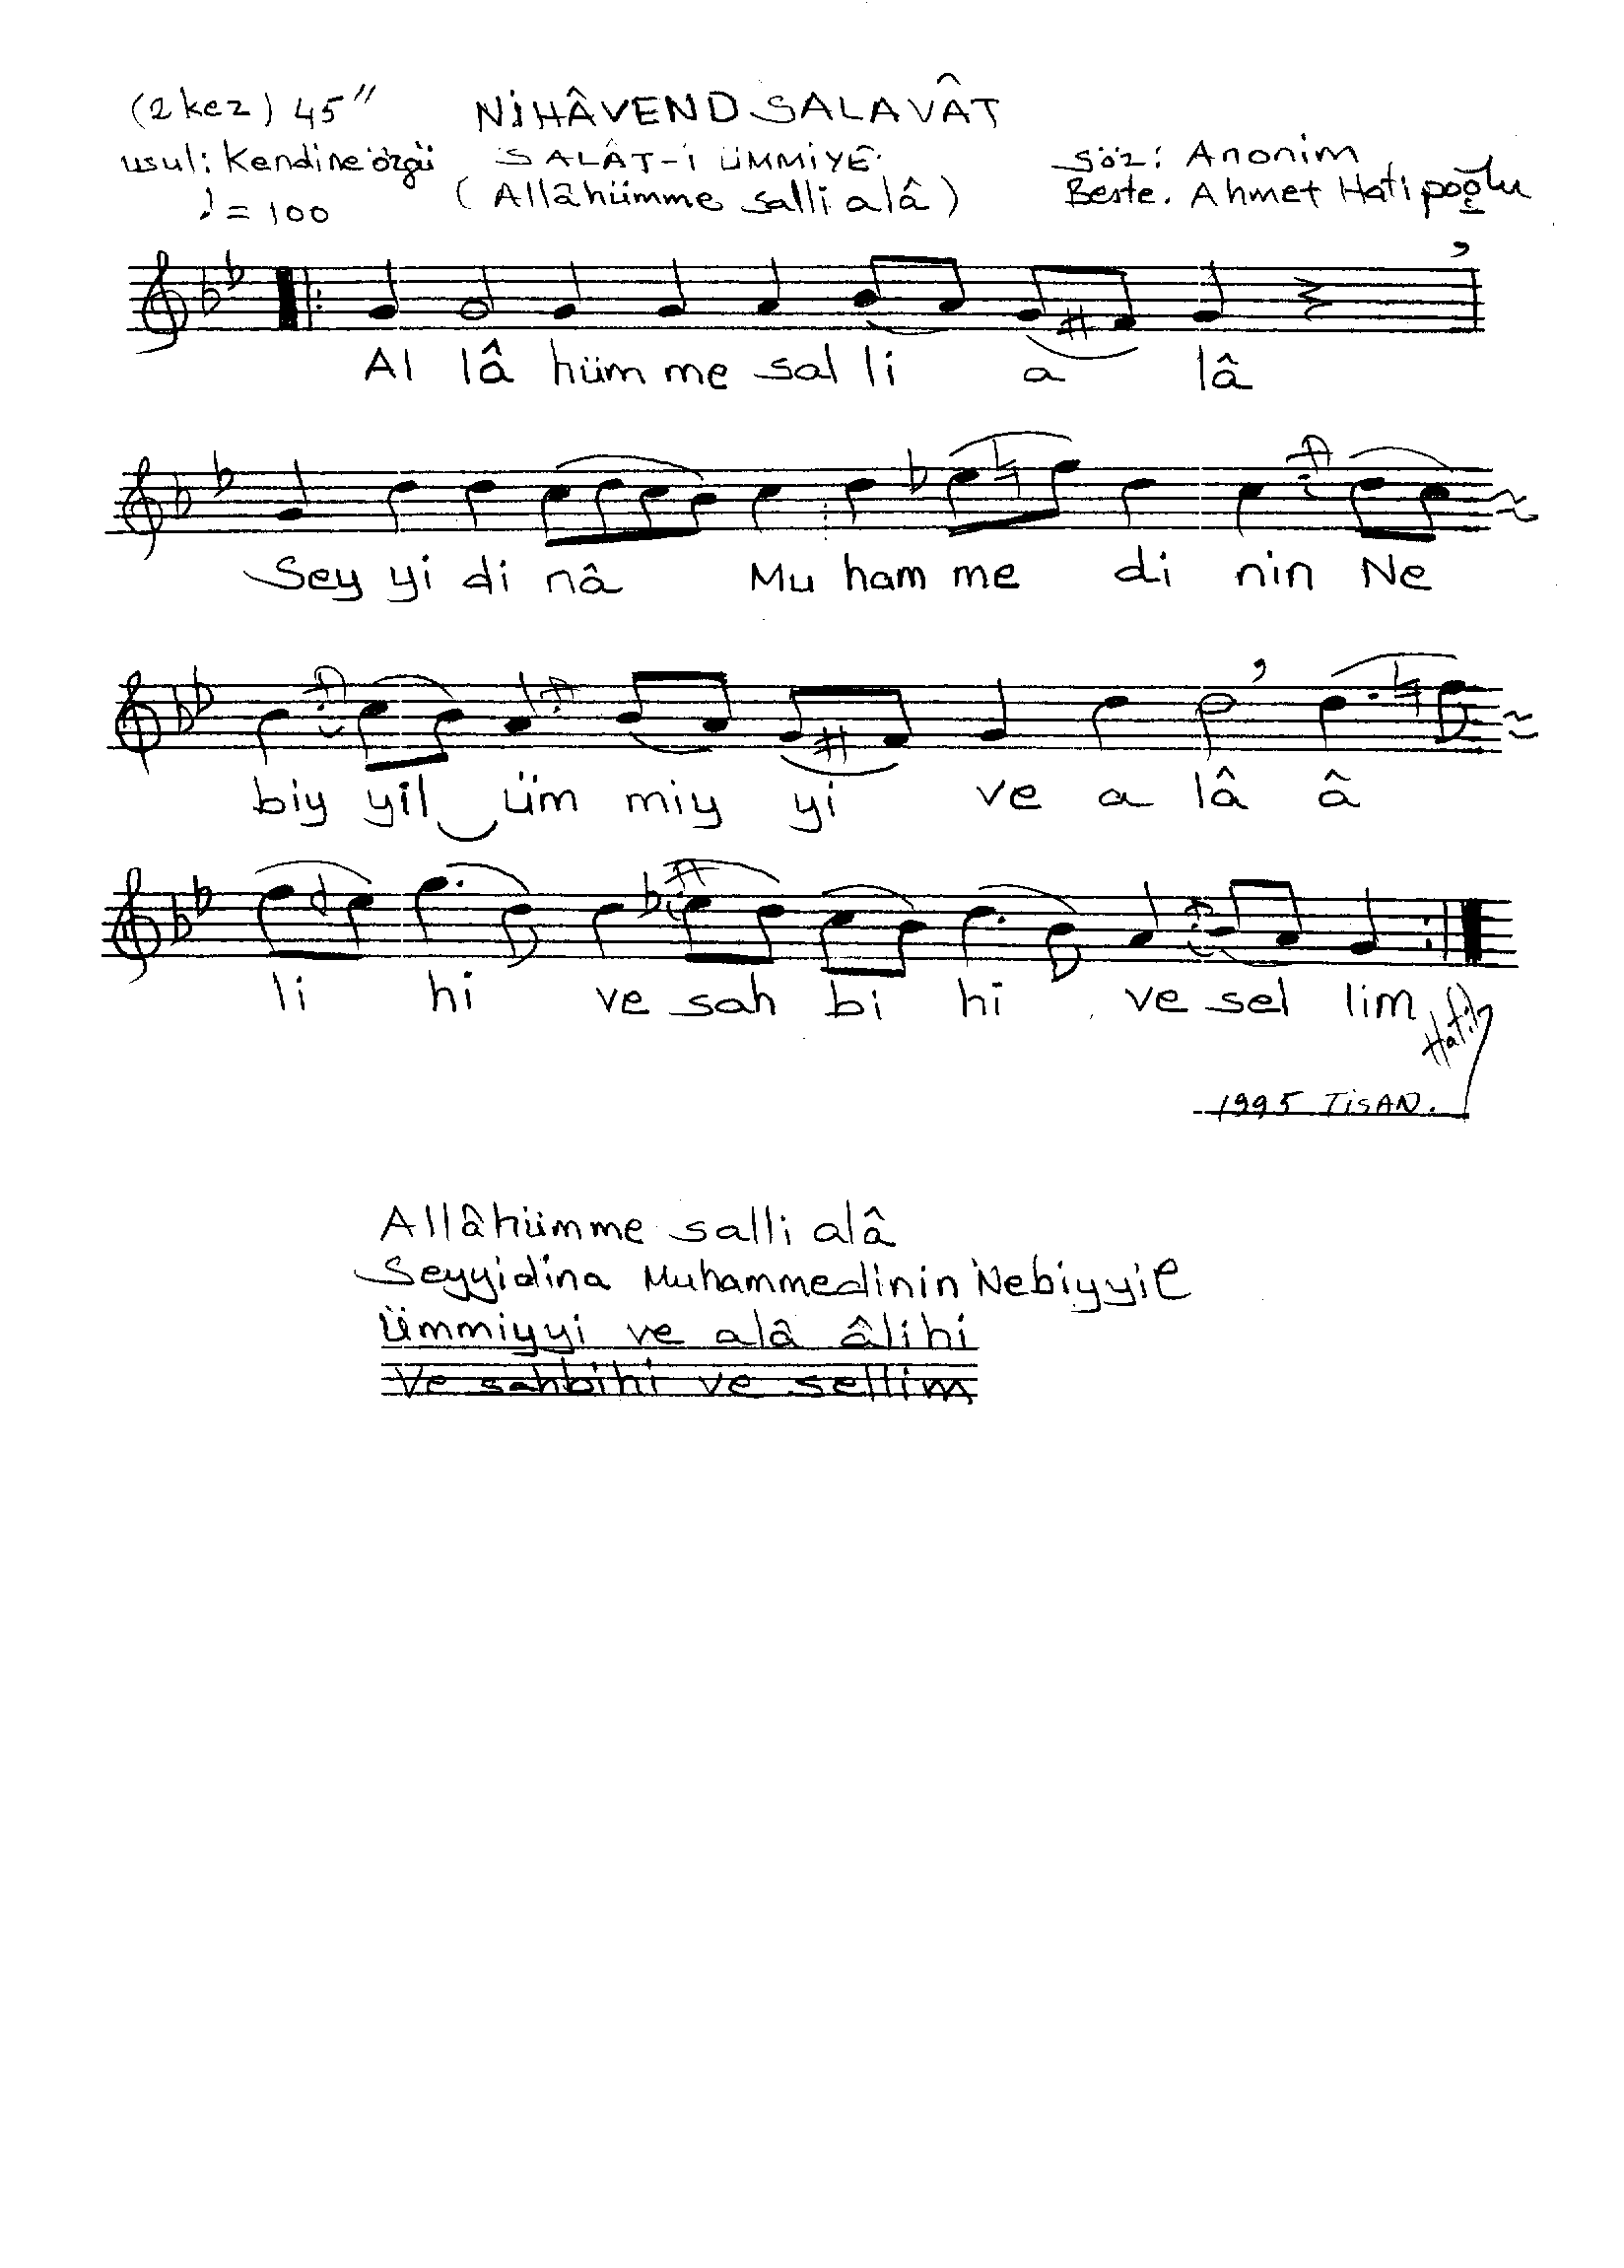 (2 kez) 45″
NİHÂVEND SALAVÂT
usul: Kendine özgü
SALÂT-İ ÜMMİYE
söz: Anonim
♩ = 100
(Allâhümme salli alâ)
Beste. Ahmet Hatipoğlu
Al lâ hüm me sal li a lâ
Sey yi di nâ Mu ham me di nin Ne
biy yil üm miy yi ve a lâ â
li hi ve sah bi hi ve sel lim
1995 TİSAN.
Allâhümme salli alâ
Seyyidina Muhammedinin Nebiyyil
Ümmiyyi ve alâ âlihi
Ve sahbihi ve sellim